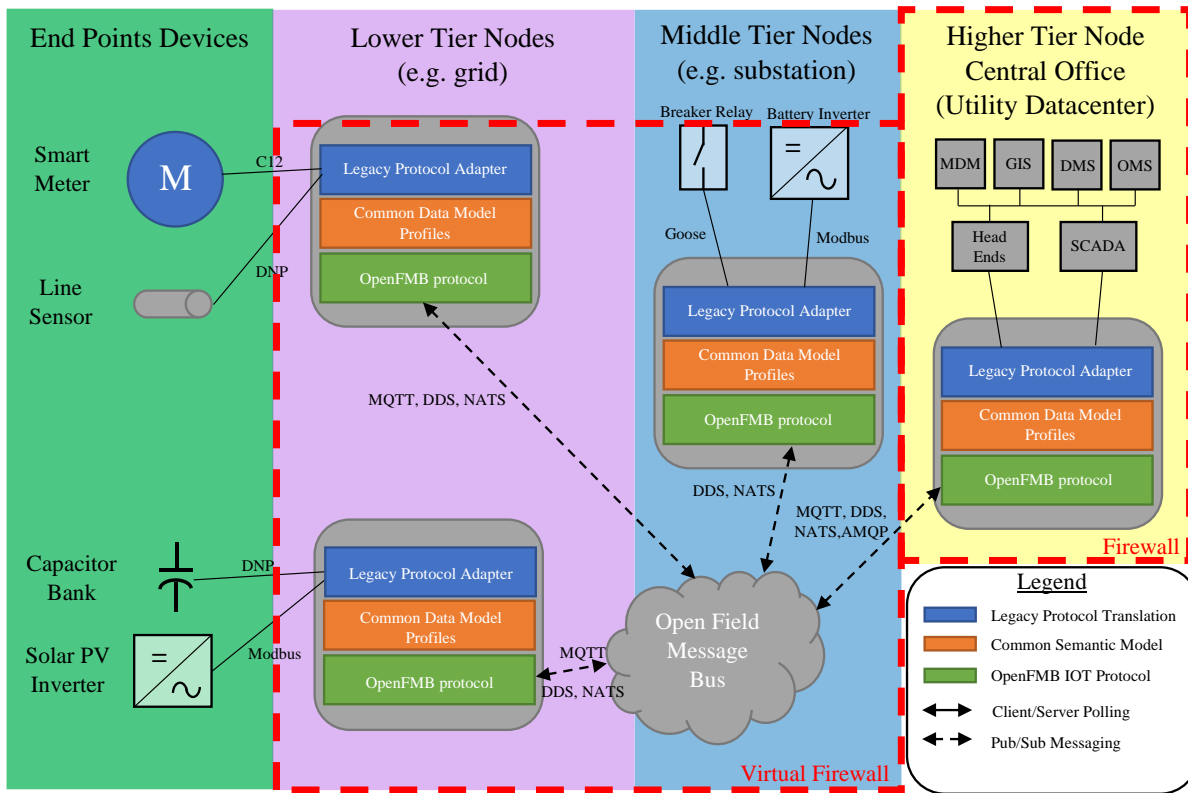 End Points Devices
Lower Tier Nodes
(e.g. grid)
Middle Tier Nodes
(e.g. substation)
Higher Tier Node
Central Office
(Utility Datacenter)
Smart
Meter
M
C12
Line
Sensor
DNP
Legacy Protocol Adapter
Common Data Model
Profiles
OpenFMB protocol
MQTT, DDS, NATS
Breaker Relay
Battery Inverter
=
Goose
Modbus
Legacy Protocol Adapter
Common Data Model
Profiles
OpenFMB protocol
DDS, NATS
MDM
GIS
DMS
OMS
Head
Ends
SCADA
Legacy Protocol Adapter
Common Data Model
Profiles
OpenFMB protocol
MQTT, DDS,
NATS,AMQP
Firewall
Capacitor
Bank
DNP
Solar PV
Inverter
=
Modbus
Legacy Protocol Adapter
Common Data Model
Profiles
OpenFMB protocol
MQTT
DDS, NATS
Open Field
Message
Bus
Virtual Firewall
Legend
Legacy Protocol Translation
Common Semantic Model
OpenFMB IOT Protocol
Client/Server Polling
Pub/Sub Messaging